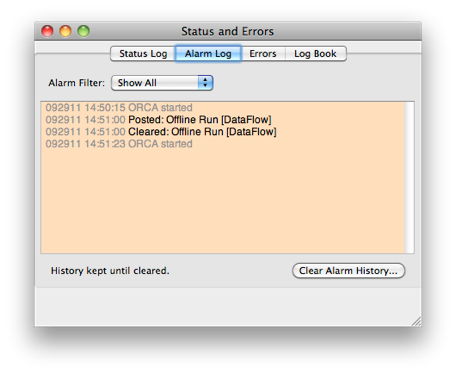 Status and Errors
Status Log Alarm Log Errors Log Book
Alarm Filter: Show All
092911 14:50:15 ORCA started
092911 14:51:00 Posted: Offline Run [DataFlow]
092911 14:51:00 Cleared: Offline Run [DataFlow]
092911 14:51:23 ORCA started
History kept until cleared. Clear Alarm History...